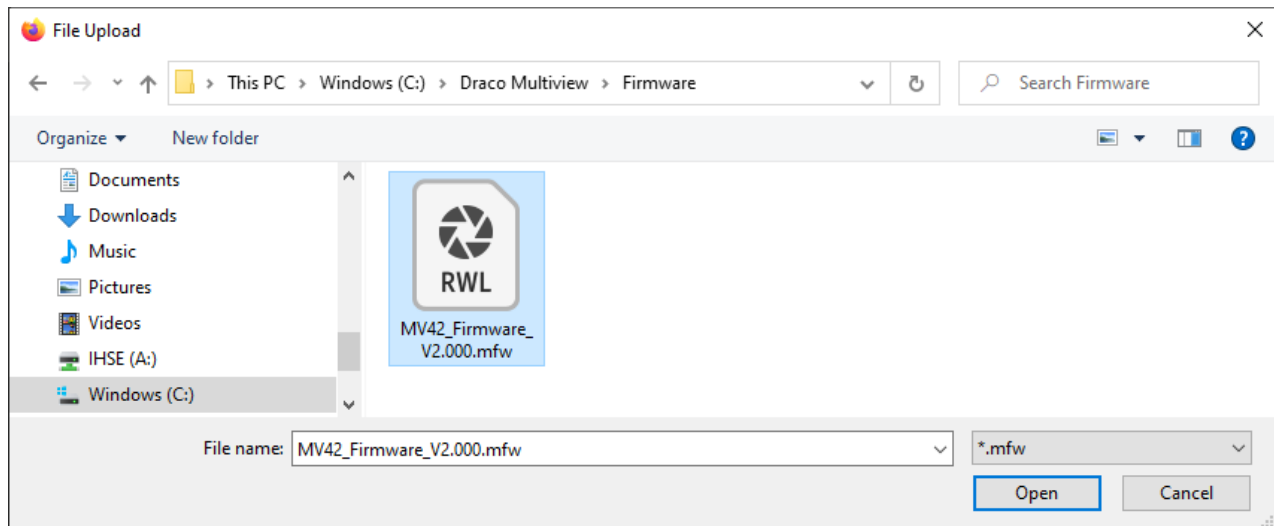 File Upload
This PC > Windows (C:) > Draco Multiview > Firmware
Search Firmware
Organize
New folder
Documents
Downloads
Music
Pictures
Videos
IHSE (A:)
Windows (C:)
RWL
MV42_Firmware_
V2.000.mfw
File name: MV42_Firmware_V2.000.mfw
*.mfw
Open
Cancel